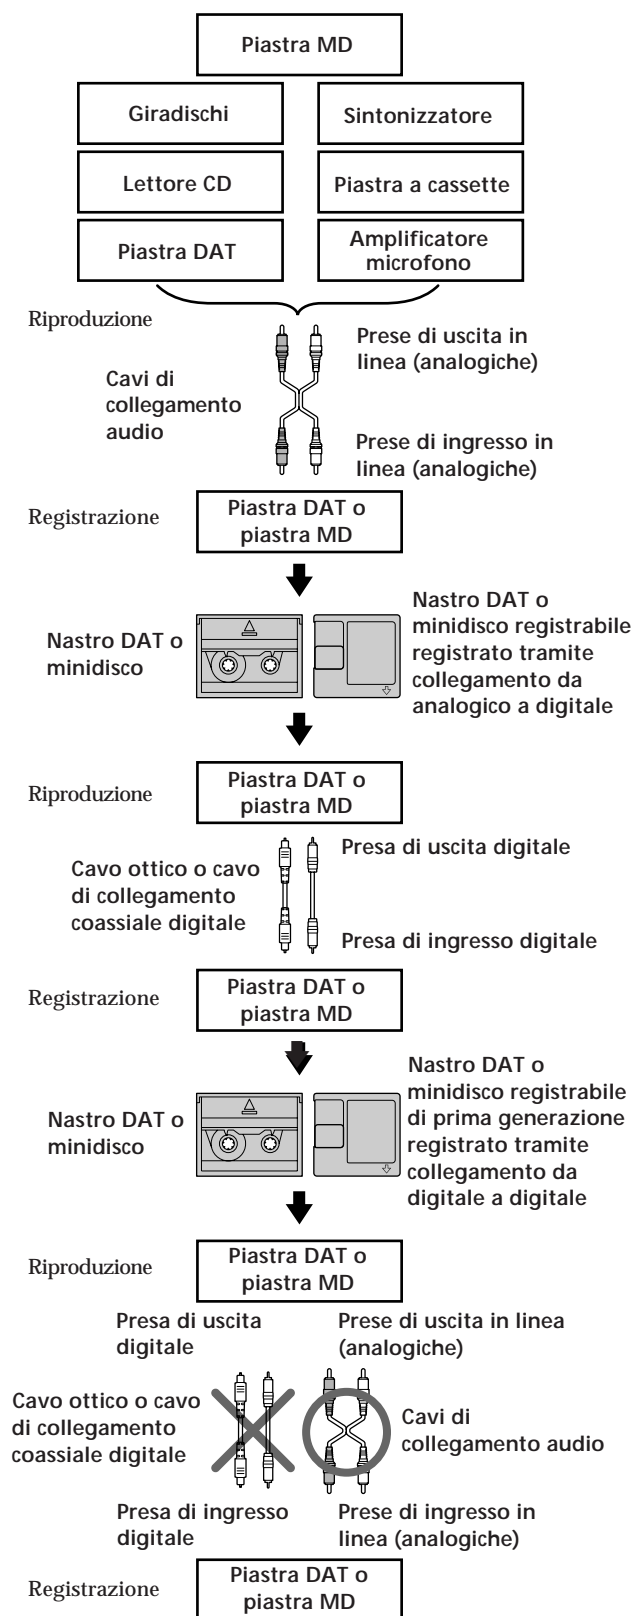 Piastra MD
Giradischi
Sintonizzatore
Lettore CD
Piastra a cassette
Piastra DAT
Amplificatore
microfono
Riproduzione
Prese di uscita in
linea (analogiche)
Cavi di
collegamento
audio
Prese di ingresso in
linea (analogiche)
Registrazione
Piastra DAT o
piastra MD
Nastro DAT o
minidisco
Nastro DAT o
minidisco registrabile
registrato tramite
collegamento da
analogico a digitale
Riproduzione
Piastra DAT o
piastra MD
Presa di uscita digitale
Cavo ottico o cavo
di collegamento
coassiale digitale
Presa di ingresso digitale
Registrazione
Piastra DAT o
piastra MD
Nastro DAT o
minidisco
Nastro DAT o
minidisco registrabile
di prima generazione
registrato tramite
collegamento da
digitale a digitale
Riproduzione
Piastra DAT o
piastra MD
Presa di uscita
digitale
Prese di uscita in linea
(analogiche)
Cavo ottico o cavo
di collegamento
coassiale digitale
Cavi di
collegamento audio
Presa di ingresso
digitale
Prese di ingresso in
linea (analogiche)
Registrazione
Piastra DAT o
piastra MD